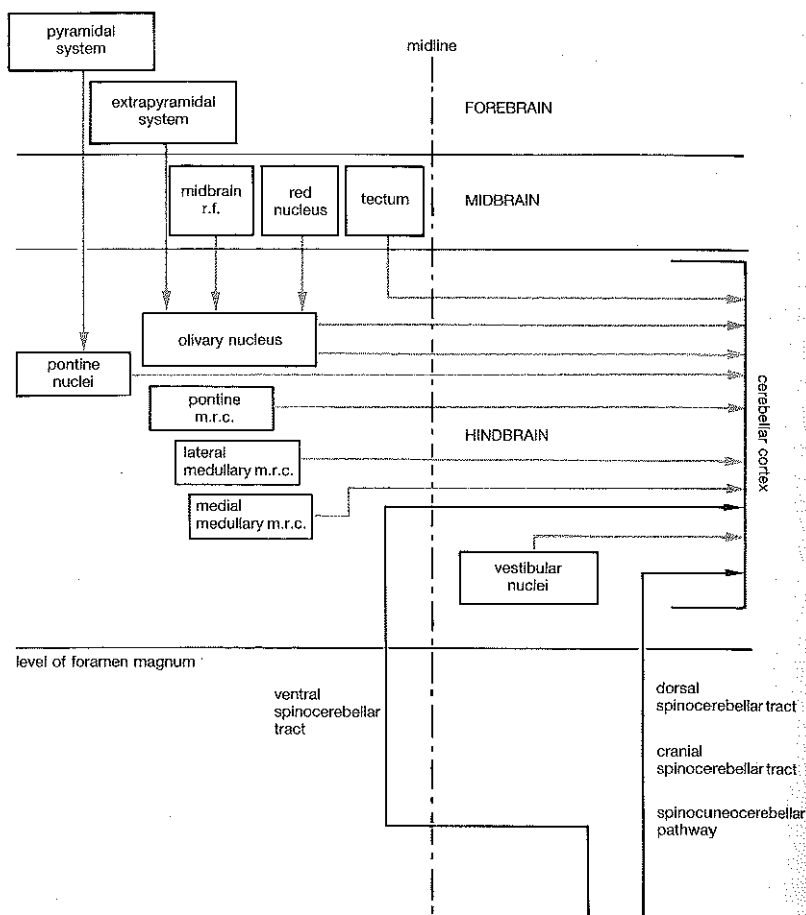 pyramidal
system
midline
extrapyramidal
system
FOREBRAIN
midbrain
r.f.
red
nucleus
tectum
MIDBRAIN
olivary nucleus
pontine
nuclei
pontine
m.r.c.
HINDBRAIN
cerebellar cortex
lateral
medullary m.r.c.
medial
medullary m.r.c.
vestibular
nuclei
level of foramen magnum
ventral
spinocerebellar
tract
dorsal
spinocerebellar tract
cranial
spinocerebellar tract
spinocuneocerebellar
pathway